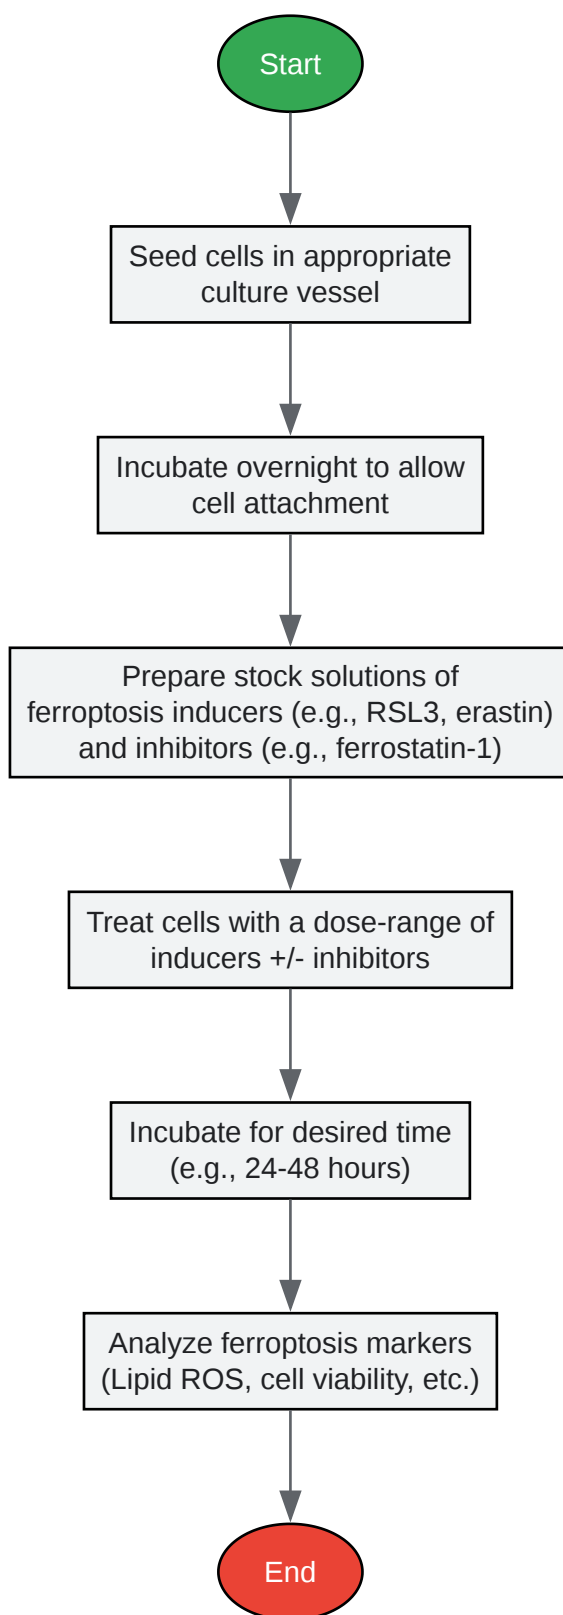 Start
Seed cells in appropriate
culture vessel
Incubate overnight to allow
cell attachment
Prepare stock solutions of
ferroptosis inducers (e.g., RSL3, erastin)
and inhibitors (e.g., ferrostatin-1)
Treat cells with a dose-range of
inducers +/- inhibitors
Incubate for desired time
(e.g., 24-48 hours)
Analyze ferroptosis markers
(Lipid ROS, cell viability, etc.)
End